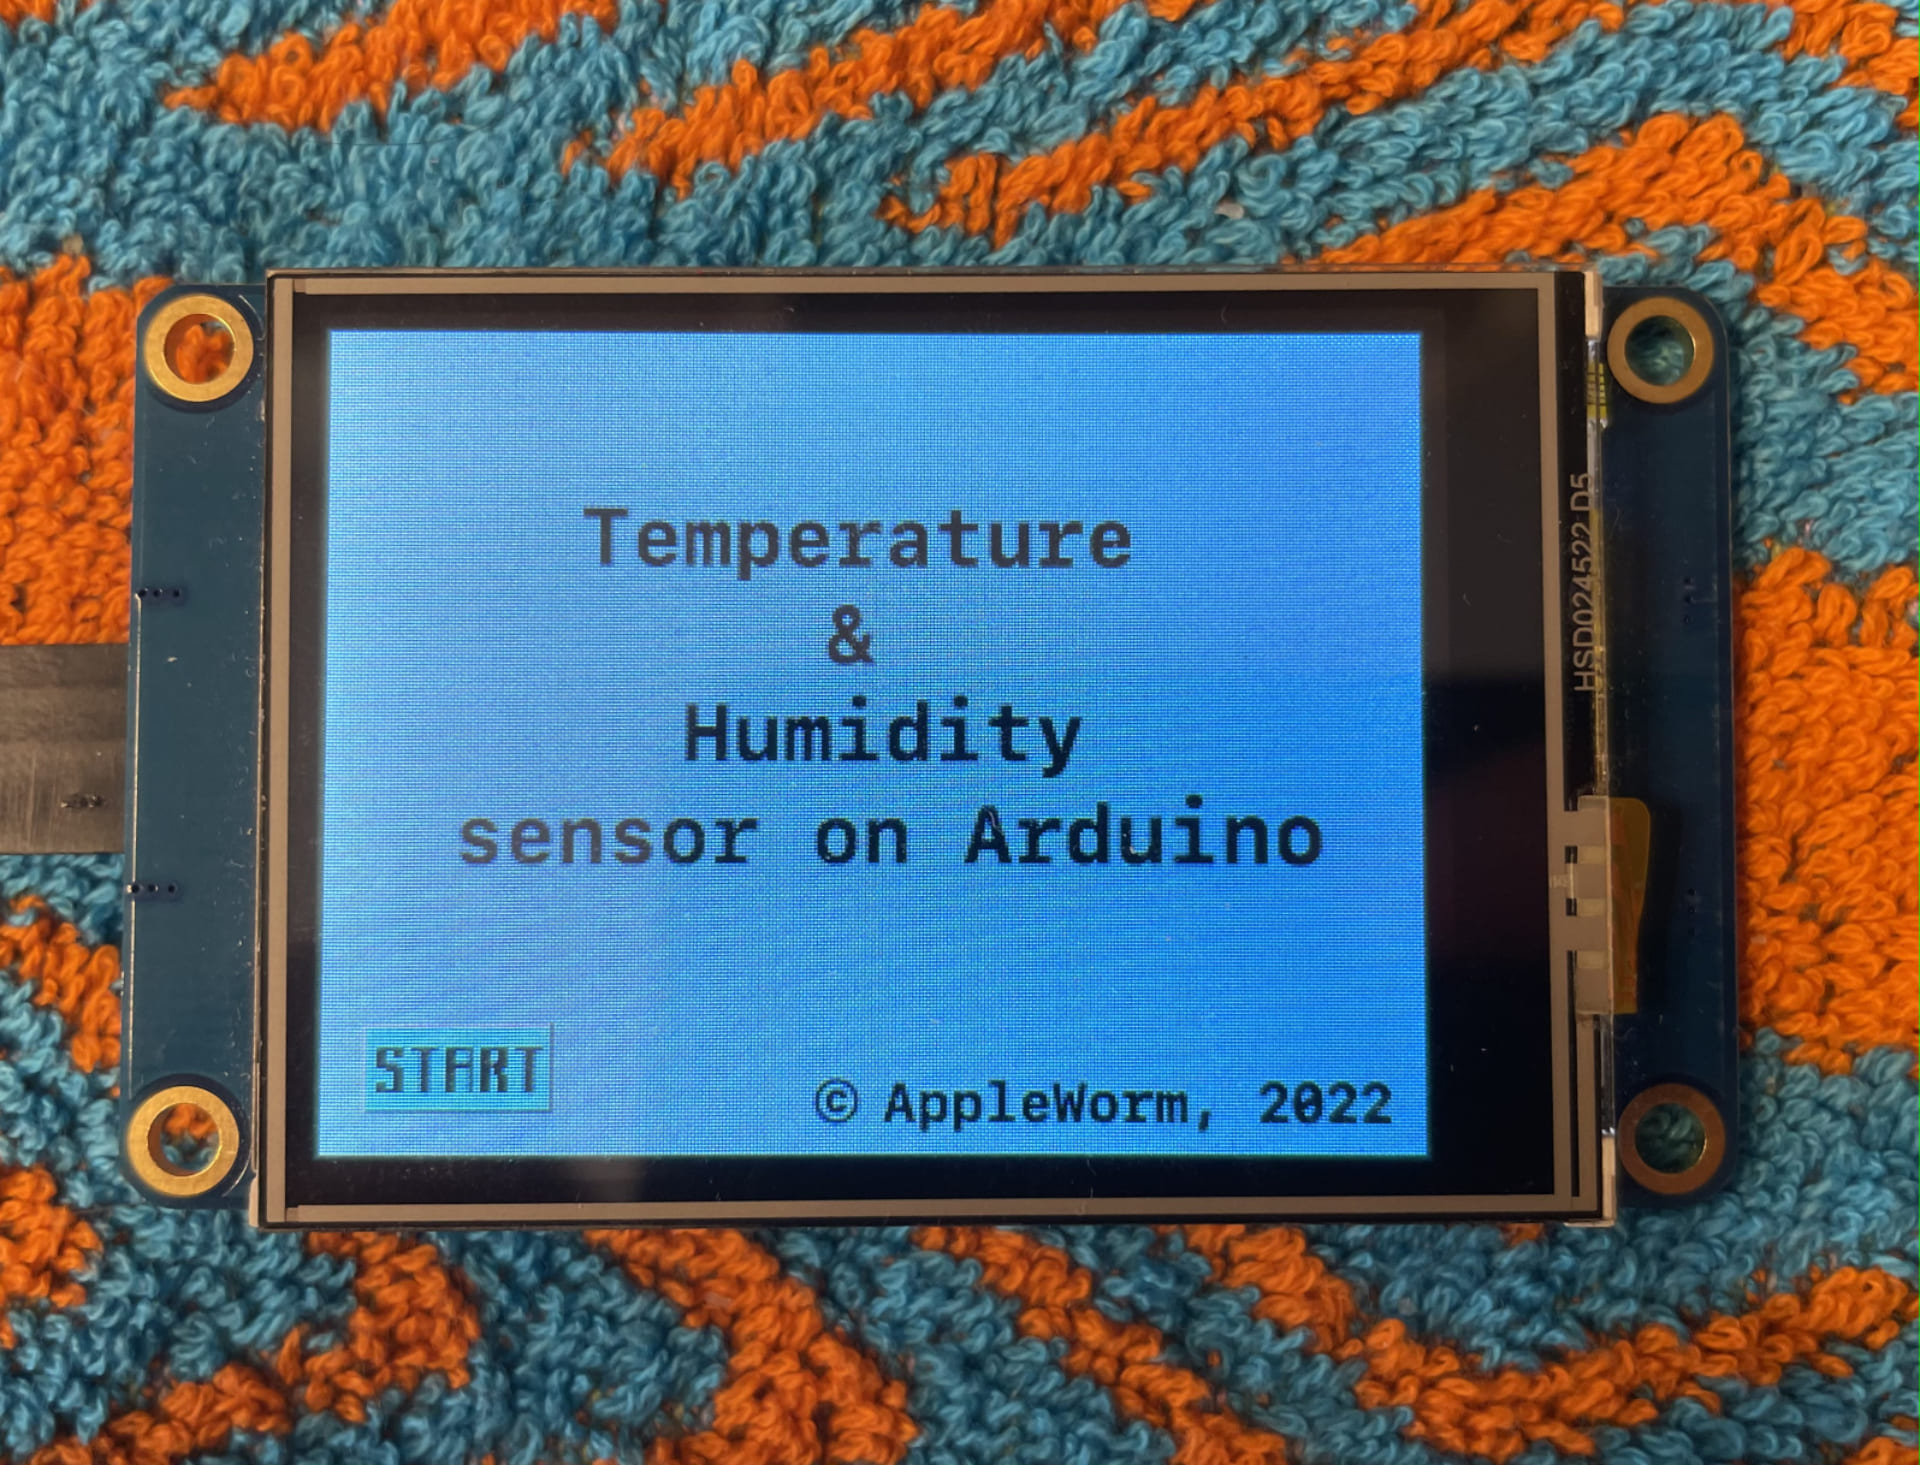 Temperature
&
Humidity
sensor on Arduino
START
© AppleWorm, 2022
HSD024522 D5